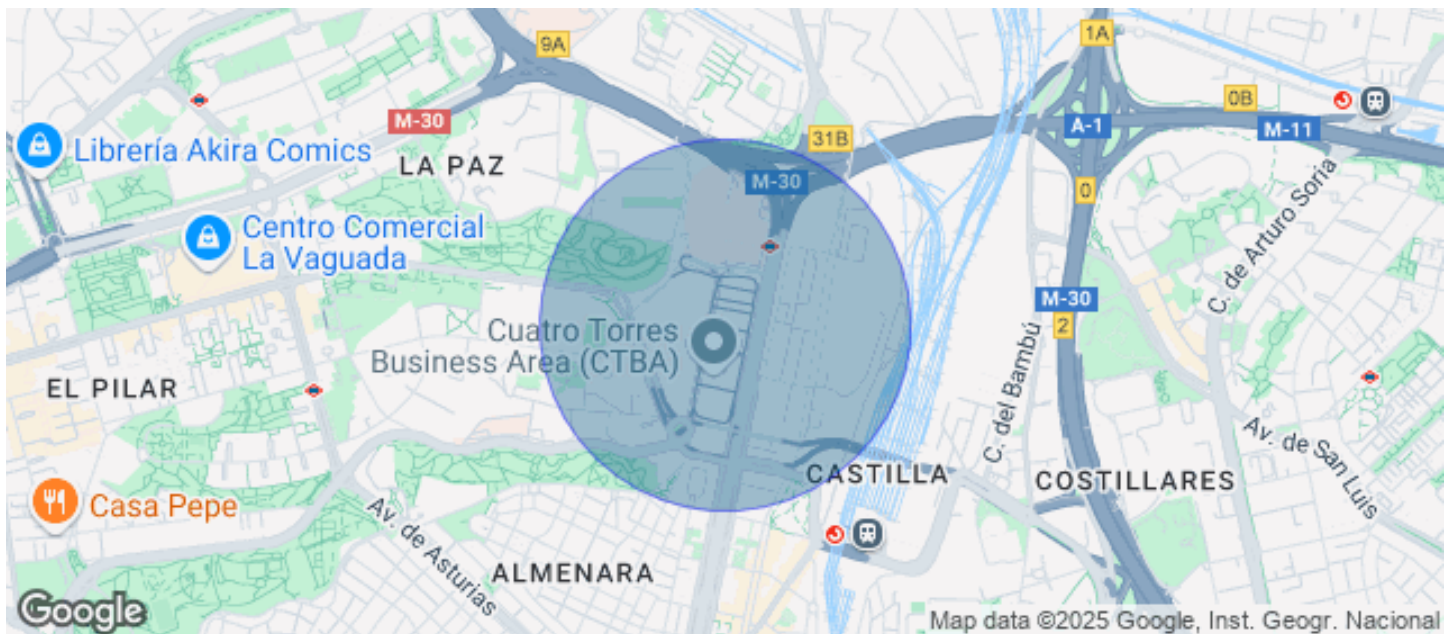 9A
1A
0B
M-30
A-1
M-11
31B
Librería Akira Comics
LA PAZ
M-30
0
C. de Arturo Soria
Centro Comercial
La Vaguada
M-30
2
Cuatro Torres
Business Area (CTBA)
EL PILAR
C. del Bambú
Av. de San Luis
CASTILLA
COSTILLARES
Casa Pepe
Av. de Asturias
ALMENARA
Google
Map data ©2025 Google, Inst. Geogr. Nacional